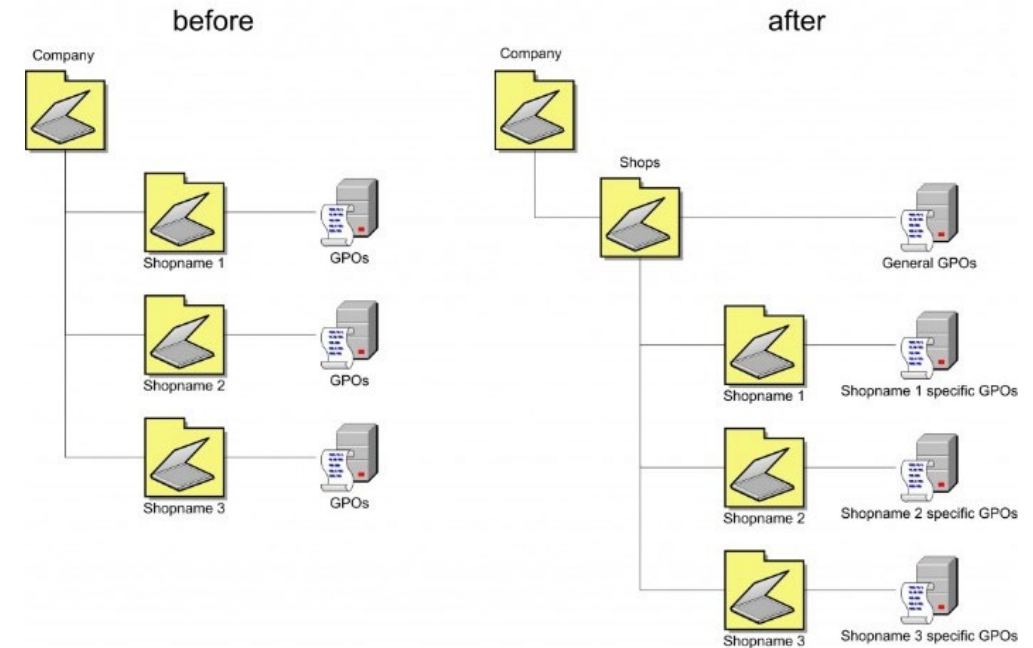 before
Company
Shopname 1
GPOs
Shopname 2
GPOs
Shopname 3
GPOs
after
Company
Shops
General GPOs
Shopname 1
Shopname 1 specific GPOs
Shopname 2
Shopname 2 specific GPOs
Shopname 3
Shopname 3 specific GPOs